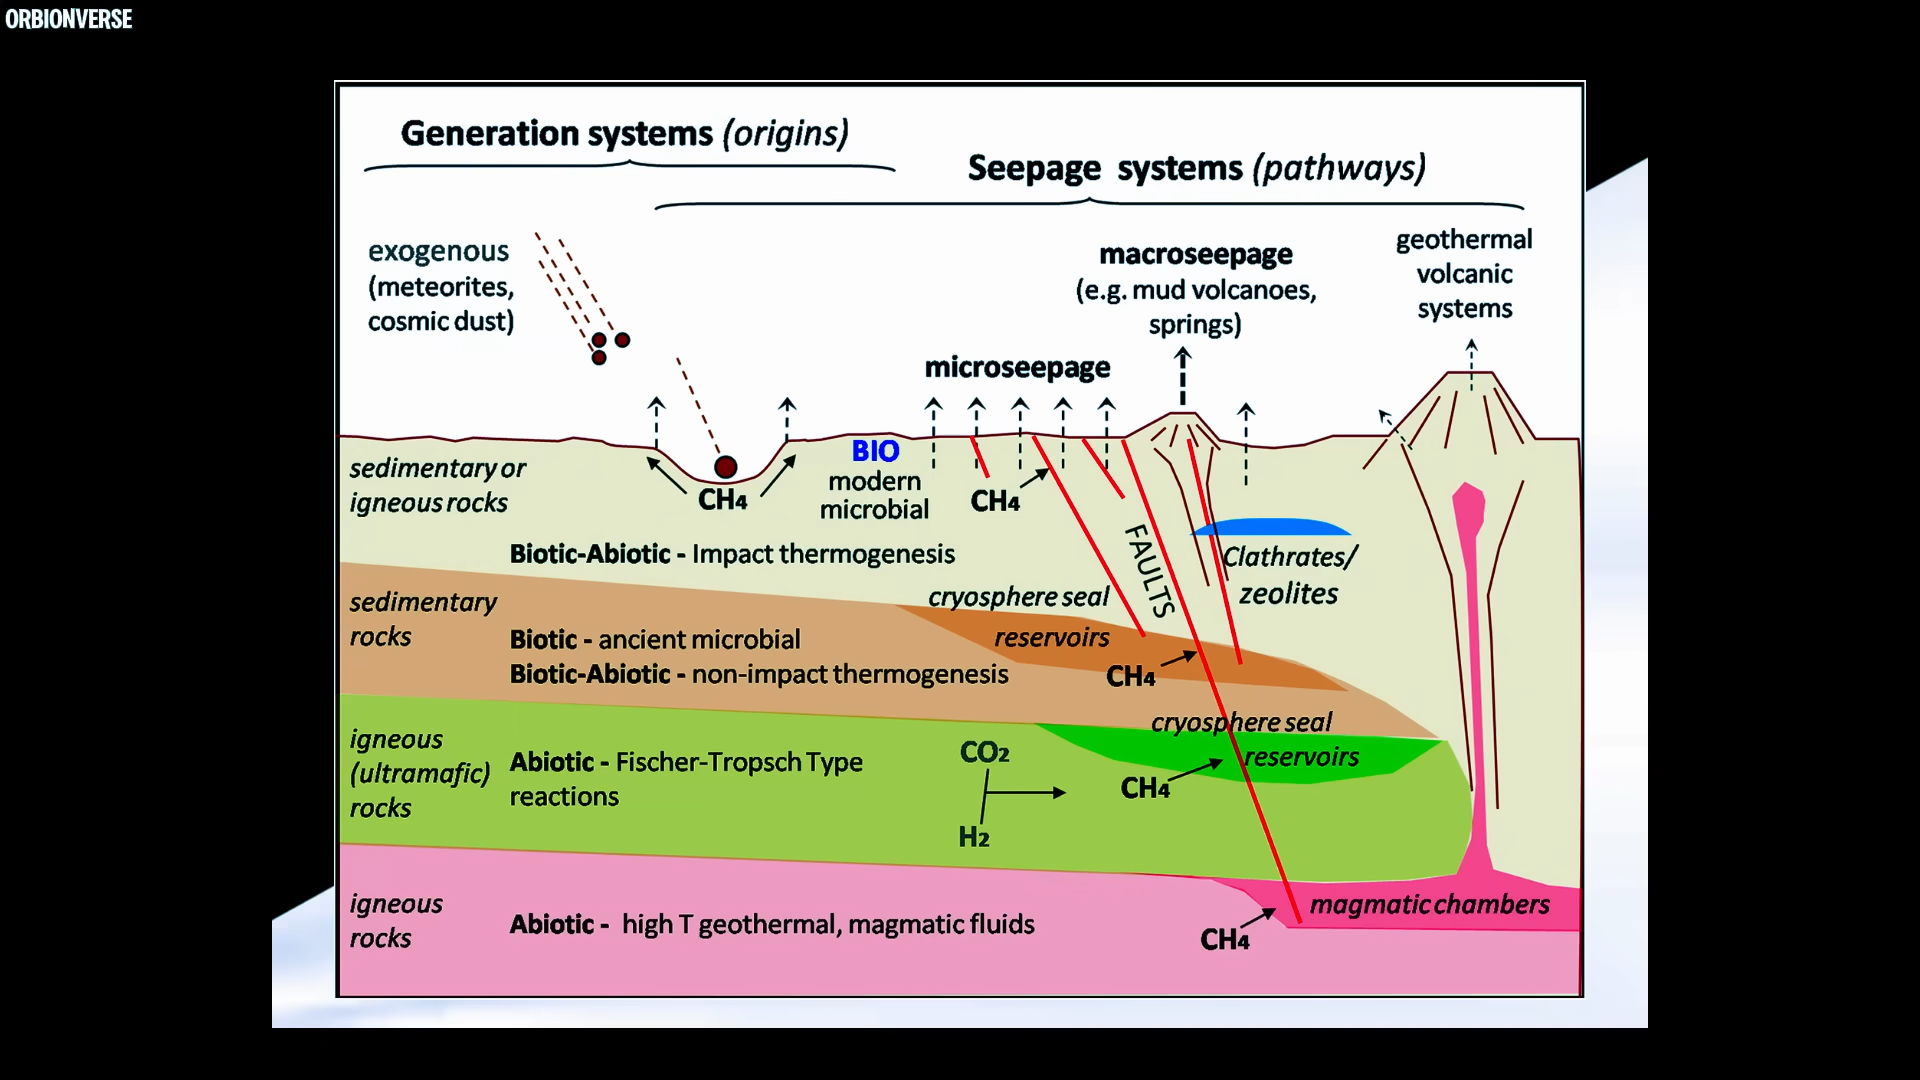 ORBIONVERSE
Generation systems (origins)
Seepage systems (pathways)
exogenous
(meteorites,
cosmic dust)
microseepage
macroseepage
(e.g. mud volcanoes,
springs)
geothermal
volcanic
systems
sedimentary or
igneous rocks
CH4
BIO
modern
microbial
CH4
FAULTS
Clathrates/
zeolites
Biotic-Abiotic - Impact thermogenesis
sedimentary
rocks
Biotic - ancient microbial
Biotic-Abiotic - non-impact thermogenesis
cryosphere seal
reservoirs
CH4
igneous
(ultramafic)
rocks
Abiotic - Fischer-Tropsch Type
reactions
CO2
H2
cryosphere seal
reservoirs
CH4
igneous
rocks
Abiotic - high T geothermal, magmatic fluids
magmatic chambers
CH4